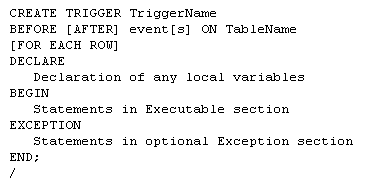 CREATE TRIGGER TriggerName
BEFORE [AFTER] event[s] ON TableName
[FOR EACH ROW]
DECLARE
Declaration of any local variables
BEGIN
Statements in Executable section
EXCEPTION
Statements in optional Exception section
END;
/